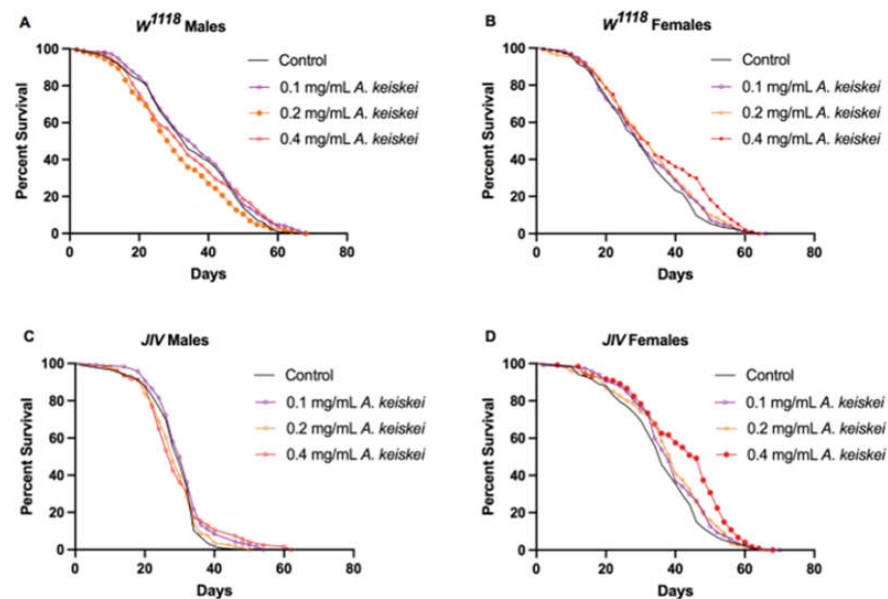 A
W1118 Males
Percent Survival
100
80
60
40
20
0
0 20 40 60 80
Days
Control
0.1 mg/mL A. keiskei
0.2 mg/mL A. keiskei
0.4 mg/mL A. keiskei
B
W1118 Females
Percent Survival
100
80
60
40
20
0
0 20 40 60 80
Days
Control
0.1 mg/mL A. keiskei
0.2 mg/mL A. keiskei
0.4 mg/mL A. keiskei
C
JIV Males
Percent Survival
100
80
60
40
20
0
0 20 40 60 80
Days
Control
0.1 mg/mL A. keiskei
0.2 mg/mL A. keiskei
0.4 mg/mL A. keiskei
D
JIV Females
Percent Survival
100
80
60
40
20
0
0 20 40 60 80
Days
Control
0.1 mg/mL A. keiskei
0.2 mg/mL A. keiskei
0.4 mg/mL A. keiskei